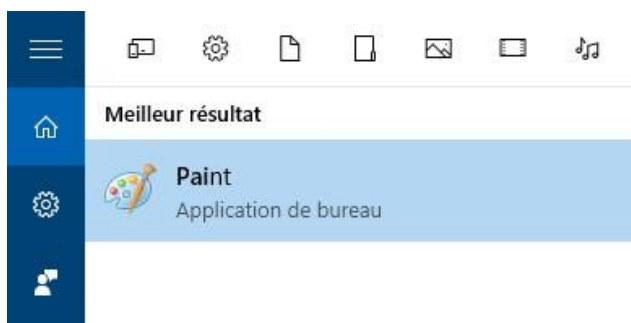 Meilleur résultat
Paint
Application de bureau